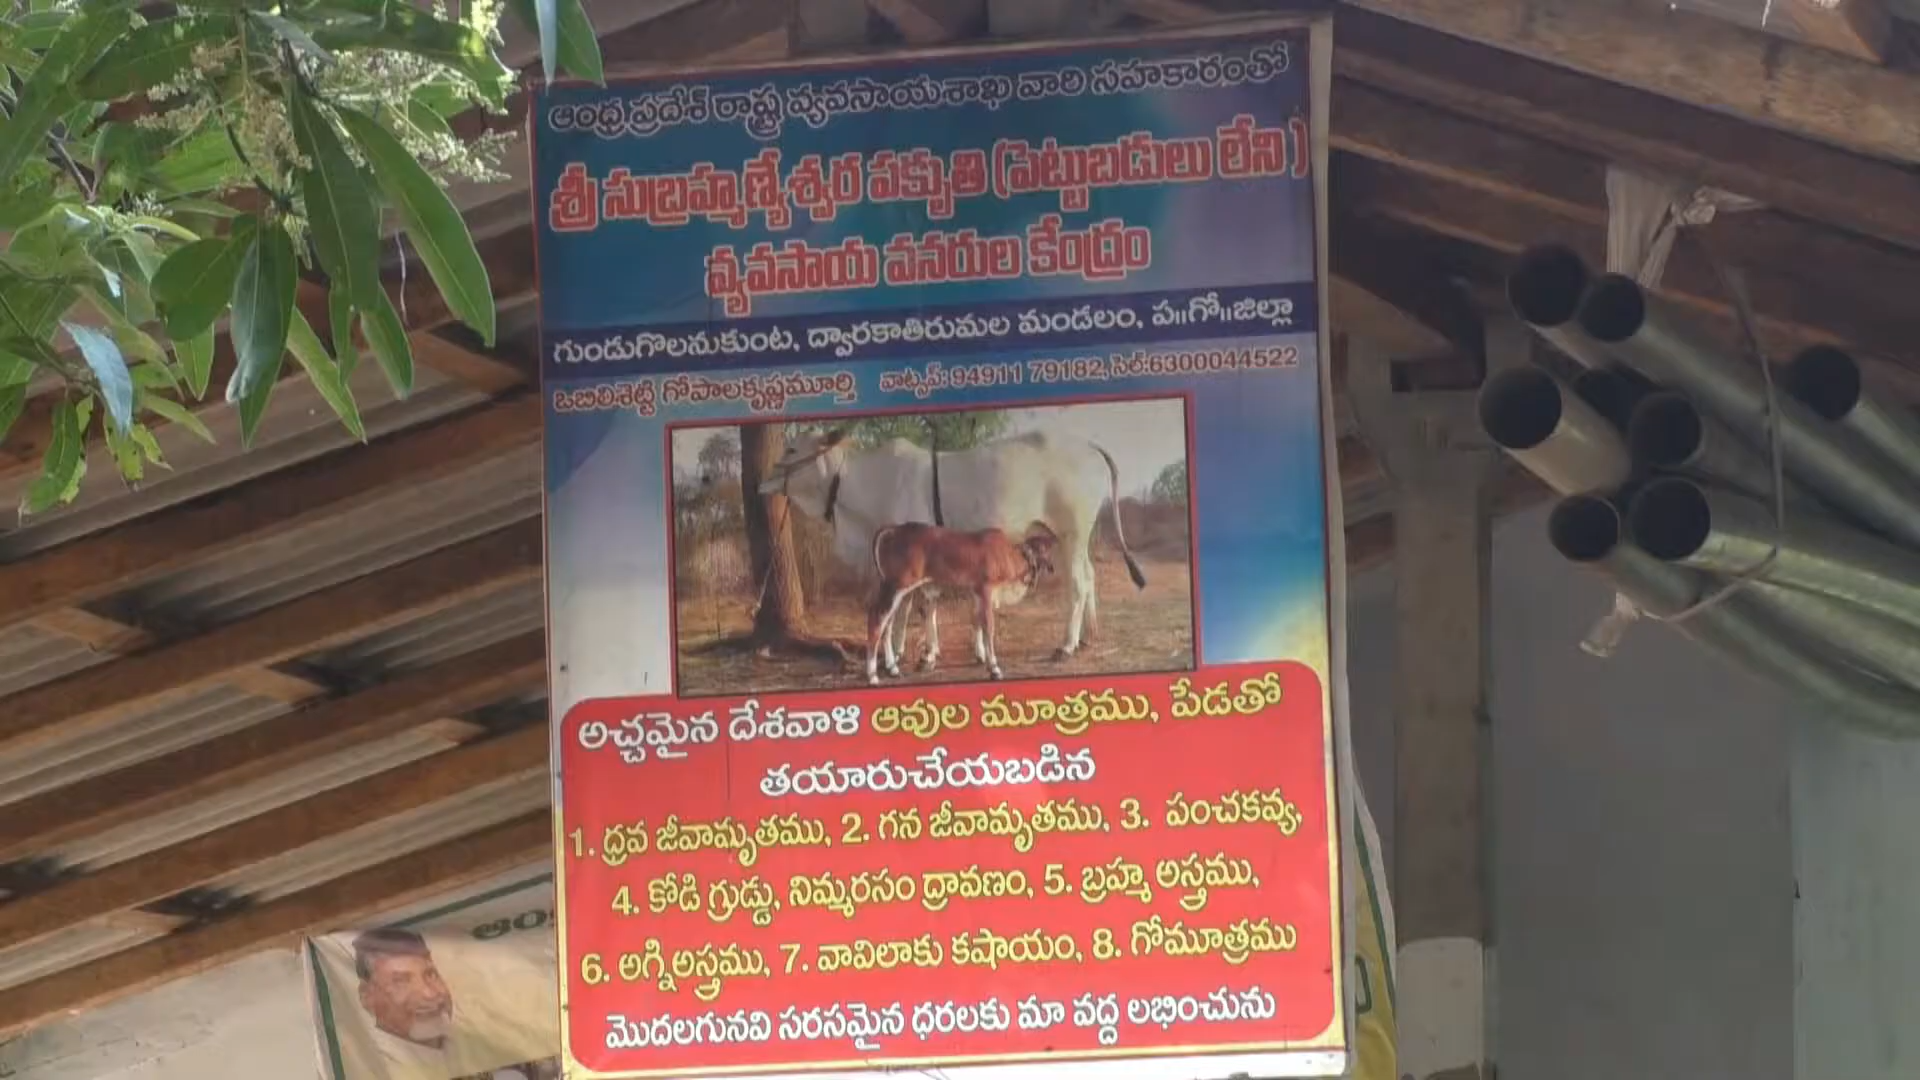 ఆంధ్ర ప్రదేశ్ రాష్ట్ర వ్యవసాయశాఖ వారి సహకారంతో
శ్రీ సుబ్రహ్మణ్యేశ్వర పకృతి (పెట్టుబడులు లేని)
వ్యవసాయ వనరుల కేంద్రం
గుండుగొలనుకుంట, ద్వారకాతిరుమల మండలం, ప॥గో॥జిల్లా
ఓబిలిశెట్టి గోపాలకృష్ణమూర్తి వాట్సప్: 94911 79182, సెల్:6300044522
అచ్చమైన దేశవాళి ఆవుల మూత్రము, పేడతో
తయారుచేయబడిన
1. ధ్రవ జీవామృతము, 2. గన జీవామృతము, 3. పంచకవ్య,
4. కోడి గ్రుడ్డు, నిమ్మరసం ద్రావణం, 5. బ్రహ్మ అస్త్రము,
6. అగ్నిఅస్త్రము, 7. వావిలాకు కషాయం, 8. గోమూత్రము
మొదలగునవి సరసమైన ధరలకు మా వద్ద లభించును